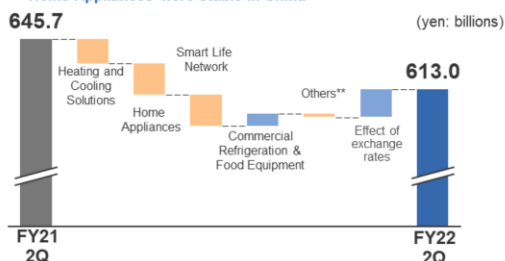 645.7
(yen: billions)
Smart Life
Network
Heating and
Cooling
Solutions
Home
Appliances
Others**
613.0
Commercial
Refrigeration &
Food Equipment
Effect of
exchange
rates
FY21
2Q
FY22
2Q